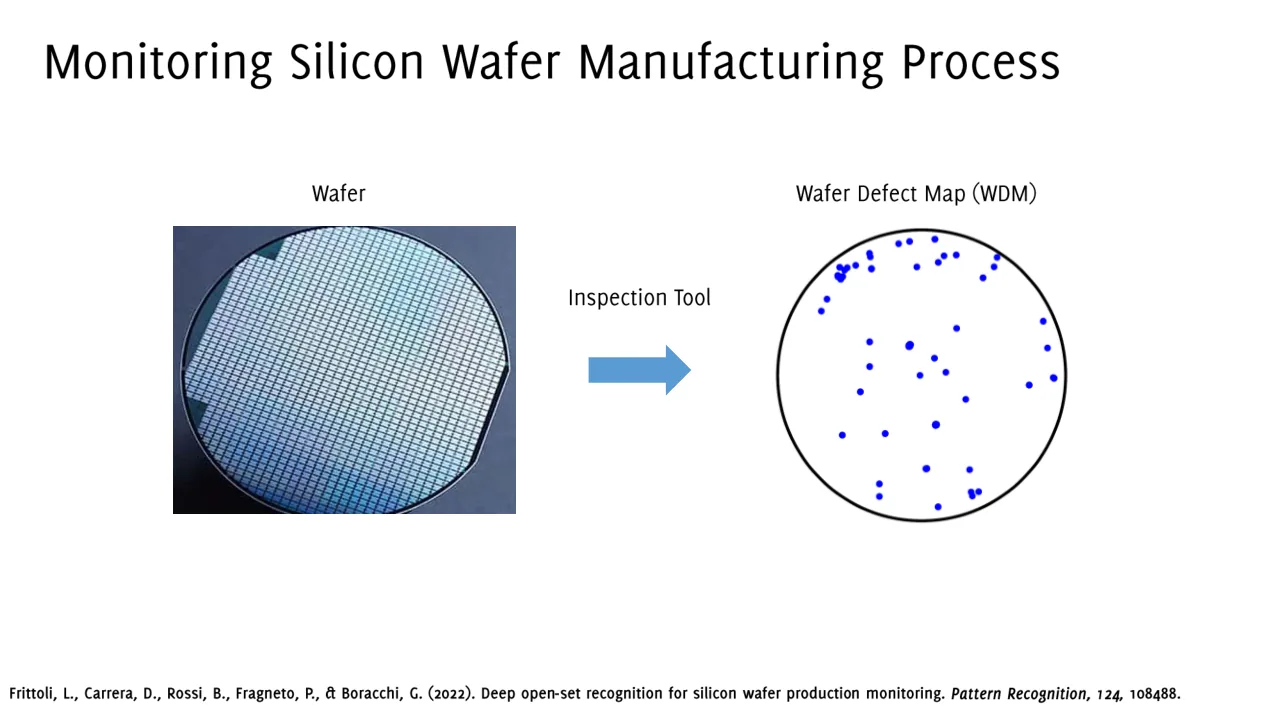 Monitoring Silicon Wafer Manufacturing Process
Wafer
Wafer Defect Map (WDM)
Inspection Tool
Frittoli, L., Carrera, D., Rossi, B., Fragneto, P., & Boracchi, G. (2022). Deep open-set recognition for silicon wafer production monitoring. Pattern Recognition, 124, 108488.